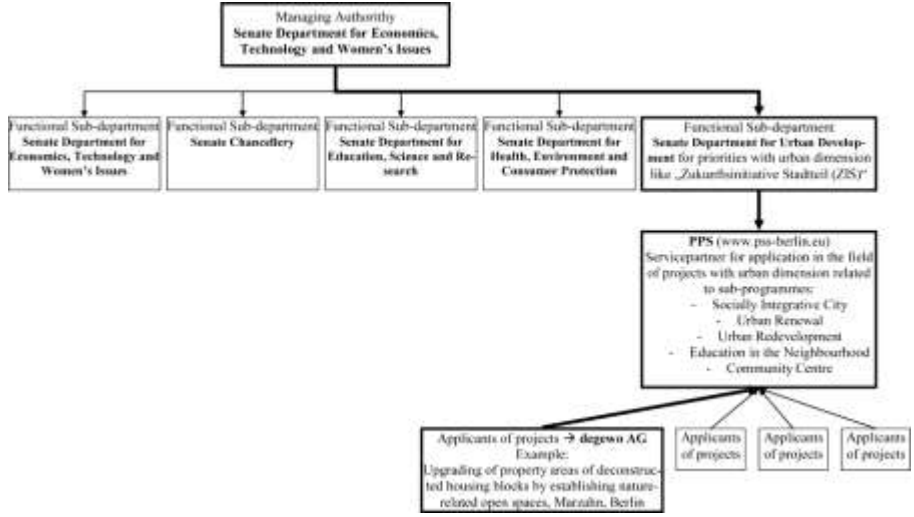 Managing Authorithy
Senate Department for Economics,
Technology and Women's Issues
Functional Sub-department
Senate Department for
Economics, Technology and
Women's Issues
Functional Sub-department
Senate Chancellery
Functional Sub-department
Senate Department for
Education, Science and Re-
search
Functional Sub-department
Senate Department for
Health, Environment and
Consumer Protection
Functional Sub-department
Senate Department for Urban Develop-
ment for priorities with urban dimension
like „Zukunftsinitiative Stadtteil (ZIS)“
PPS (www.pss-berlin.eu)
Servicepartner for application in the field
of projects with urban dimension related
to sub-programmes:
- Socially Integrative City
- Urban Renewal
- Urban Redevelopment
- Education in the Neighbourhood
- Community Centre
Applicants of projects → degewo AG
Example:
Upgrading of property areas of deconstruc-
ted housing blocks by establishing nature-
related open spaces, Marzahn, Berlin
Applicants
of projects
Applicants
of projects
Applicants
of projects